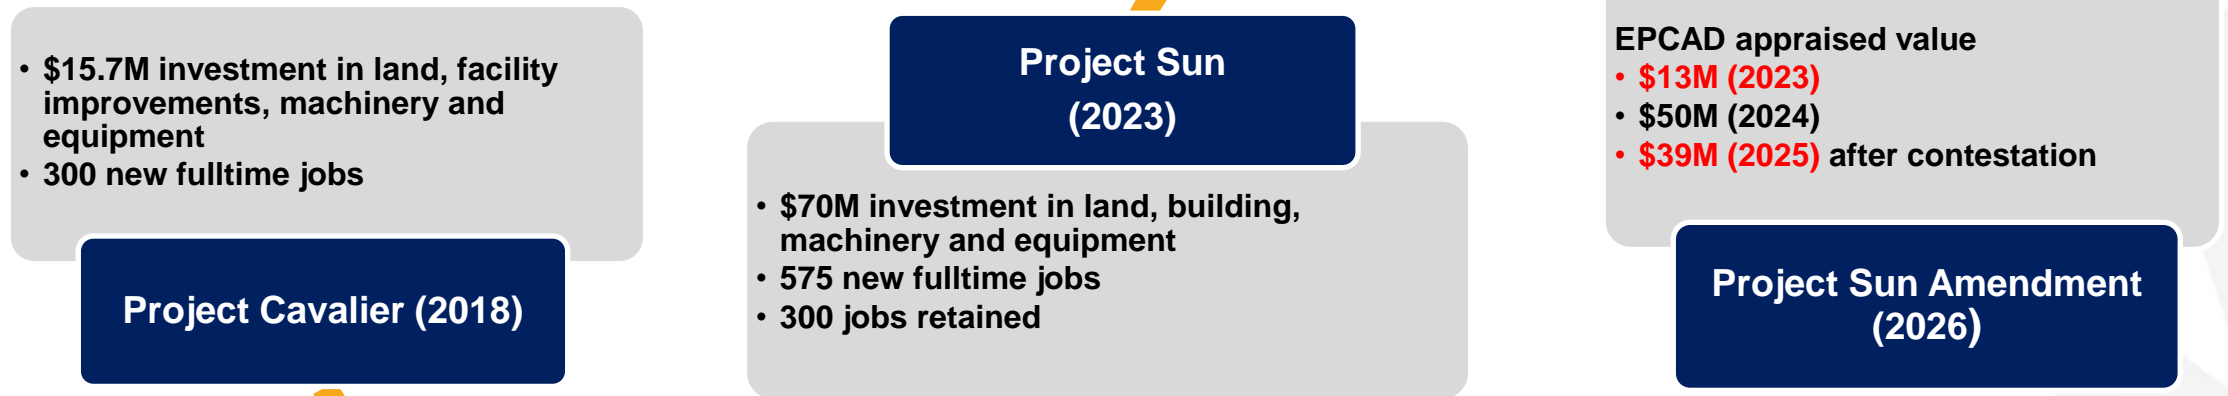 • $15.7M investment in land, facility
improvements, machinery and
equipment
• 300 new fulltime jobs
Project Cavalier (2018)
Project Sun
(2023)
• $70M investment in land, building,
machinery and equipment
• 575 new fulltime jobs
• 300 jobs retained
EPCAD appraised value
• $13M (2023)
• $50M (2024)
• $39M (2025) after contestation
Project Sun Amendment
(2026)